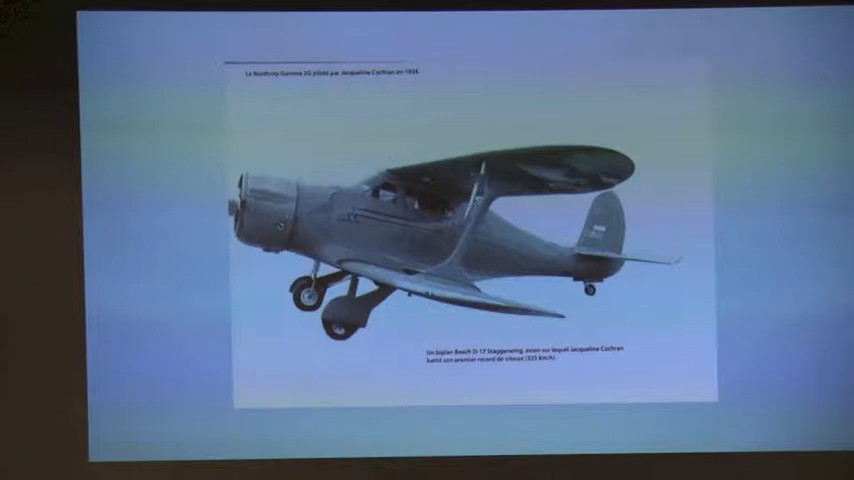 Le Northrop Gamma 2G piloté par Jacqueline Cochran en 1934.
Un biplan Beech D-17 Staggerwing, avion sur lequel Jacqueline Cochran
battit son premier record de vitesse (325 km/h).